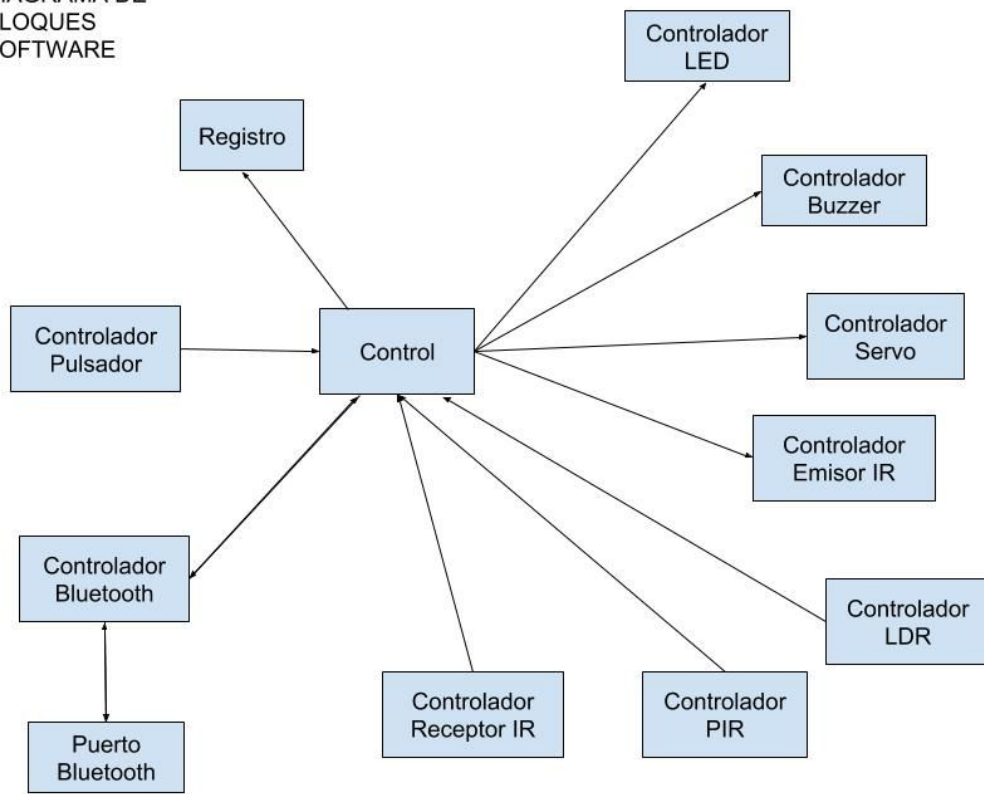 IAGRAMA DE
LOQUES
OFTWARE
Controlador
LED
Registro
Controlador
Buzzer
Controlador
Pulsador
Control
Controlador
Servo
Controlador
Emisor IR
Controlador
Bluetooth
Controlador
LDR
Controlador
Receptor IR
Controlador
PIR
Puerto
Bluetooth